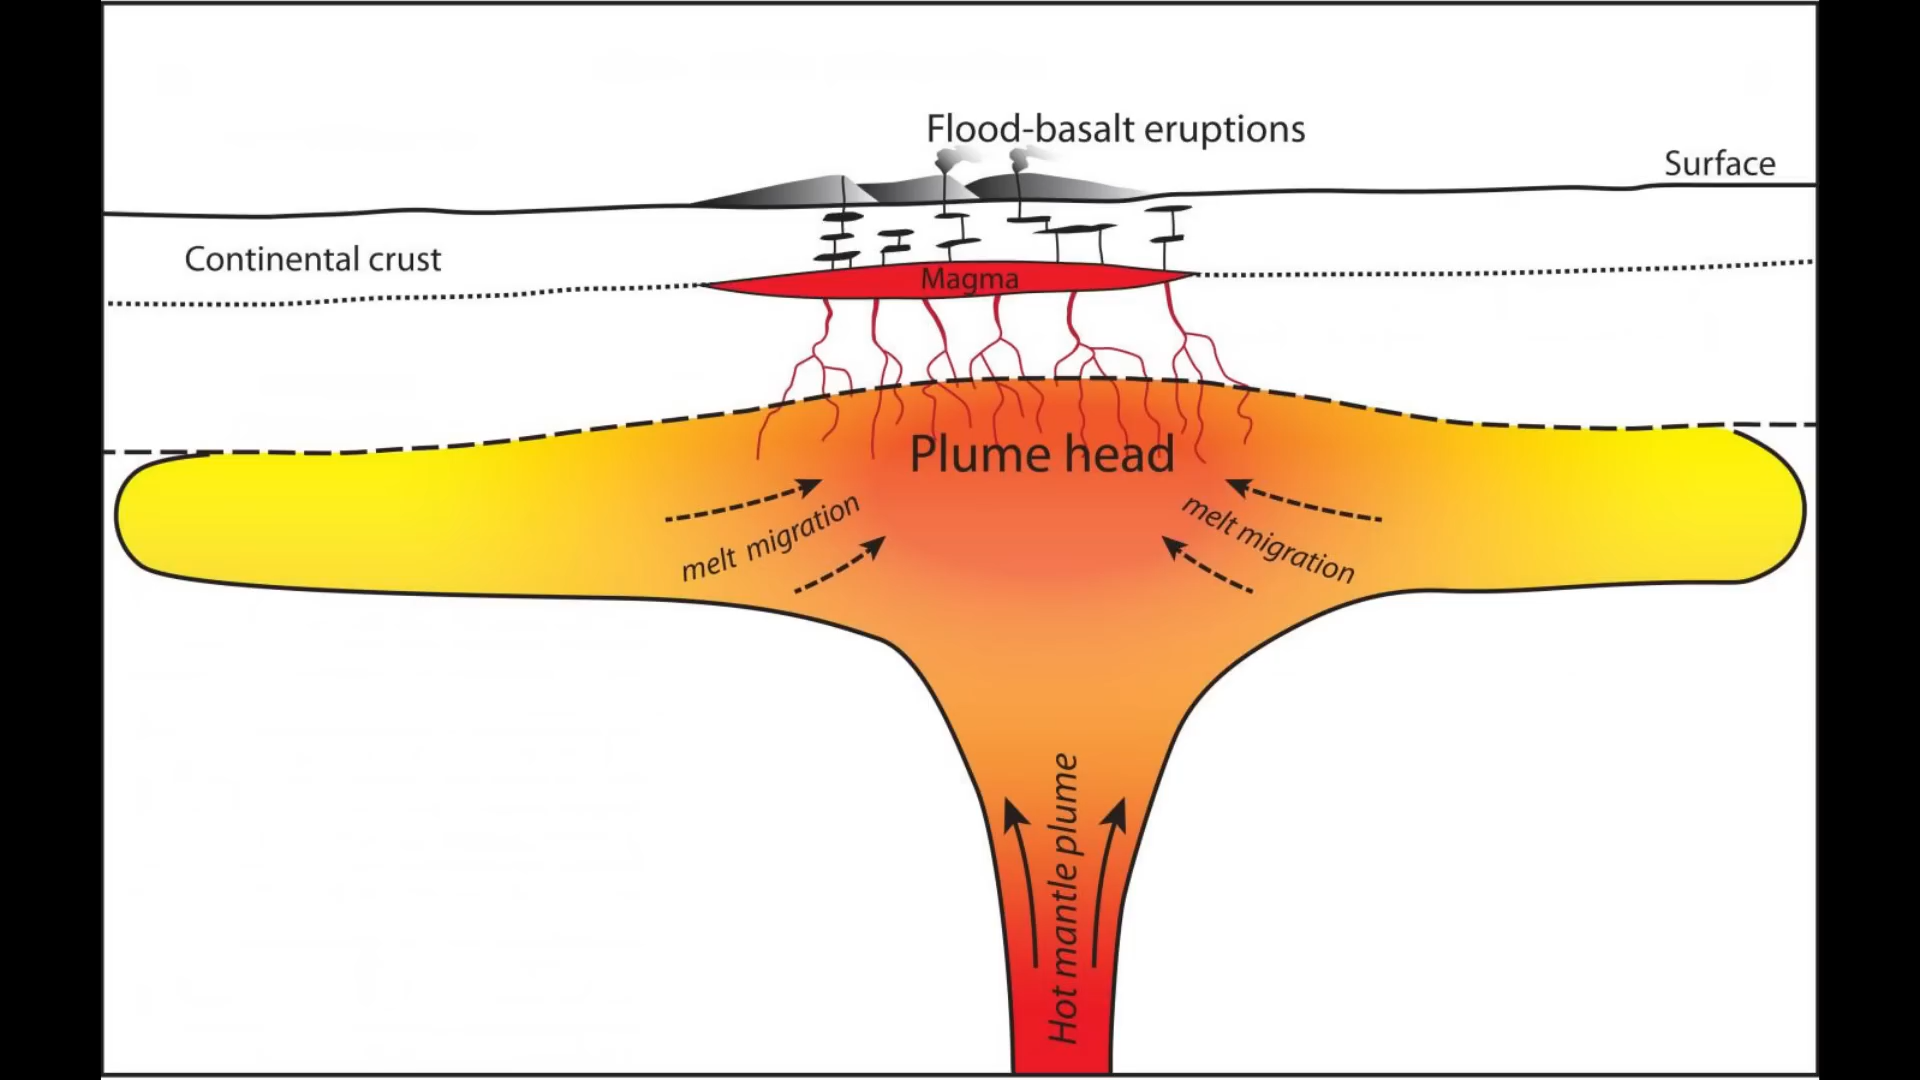 Flood-basalt eruptions
Surface
Continental crust
Magma
Plume head
melt migration
melt migration
Hot mantle plume